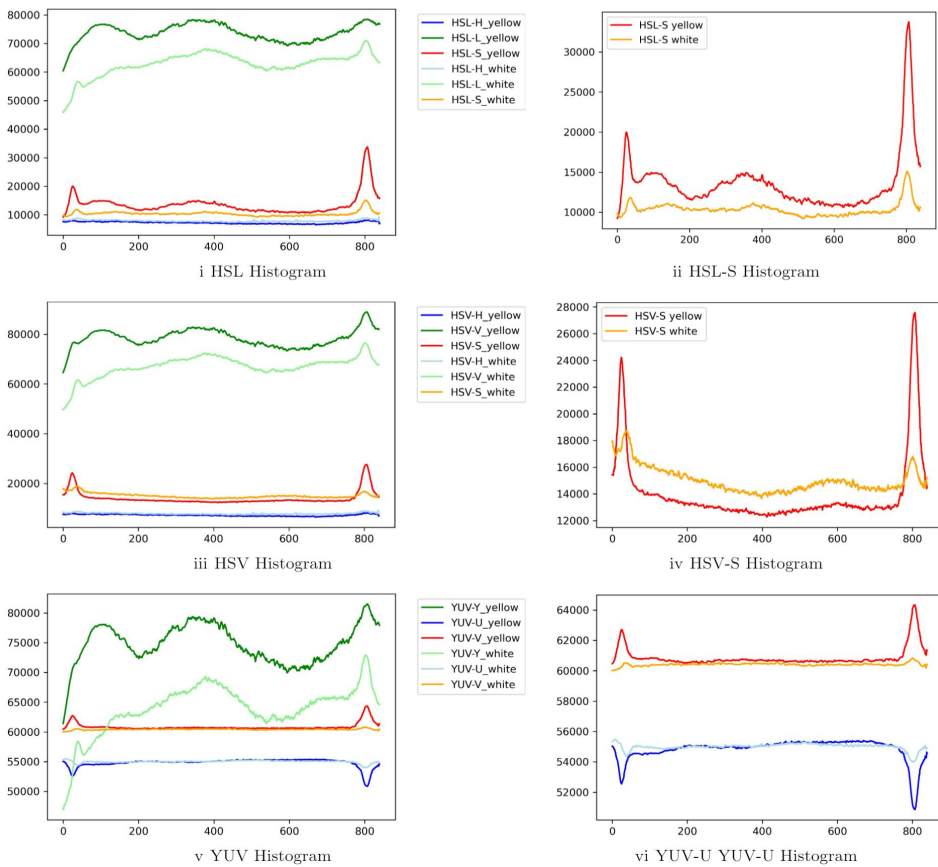 80000
70000
60000
50000
40000
30000
20000
10000
0 200 400 600 800
HSL-H_yellow
HSL-L_yellow
HSL-S_yellow
HSL-H_white
HSL-L_white
HSL-S_white
i HSL Histogram
30000
25000
20000
15000
10000
0 200 400 600 800
HSL-S yellow
HSL-S white
ii HSL-S Histogram
80000
60000
40000
20000
0 200 400 600 800
HSV-H_yellow
HSV-V_yellow
HSV-S_yellow
HSV-H_white
HSV-V_white
HSV-S_white
iii HSV Histogram
28000
26000
24000
22000
20000
18000
16000
14000
12000
0 200 400 600 800
HSV-S yellow
HSV-S white
iv HSV-S Histogram
80000
75000
70000
65000
60000
55000
50000
0 200 400 600 800
YUV-Y_yellow
YUV-U_yellow
YUV-V_yellow
YUV-Y_white
YUV-U_white
YUV-V_white
v YUV Histogram
64000
62000
60000
58000
56000
54000
52000
0 200 400 600 800
vi YUV-U YUV-U Histogram